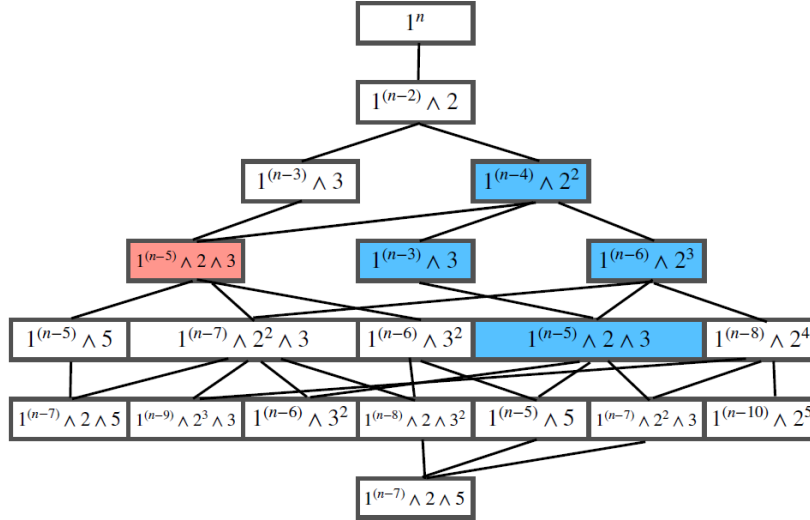 1^n
1^(n−2) ∧ 2
1^(n−3) ∧ 3 1^(n−4) ∧ 2^2
1^(n−5) ∧ 2 ∧ 3 1^(n−3) ∧ 3 1^(n−6) ∧ 2^3
1^(n−5) ∧ 5 1^(n−7) ∧ 2^2 ∧ 3 1^(n−6) ∧ 3^2 1^(n−5) ∧ 2 ∧ 3 1^(n−8) ∧ 2^4
1^(n−7) ∧ 2 ∧ 5 1^(n−9) ∧ 2^3 ∧ 3 1^(n−6) ∧ 3^2 1^(n−8) ∧ 2 ∧ 3^2 1^(n−5) ∧ 5 1^(n−7) ∧ 2^2 ∧ 3 1^(n−10) ∧ 2^5
1^(n−7) ∧ 2 ∧ 5